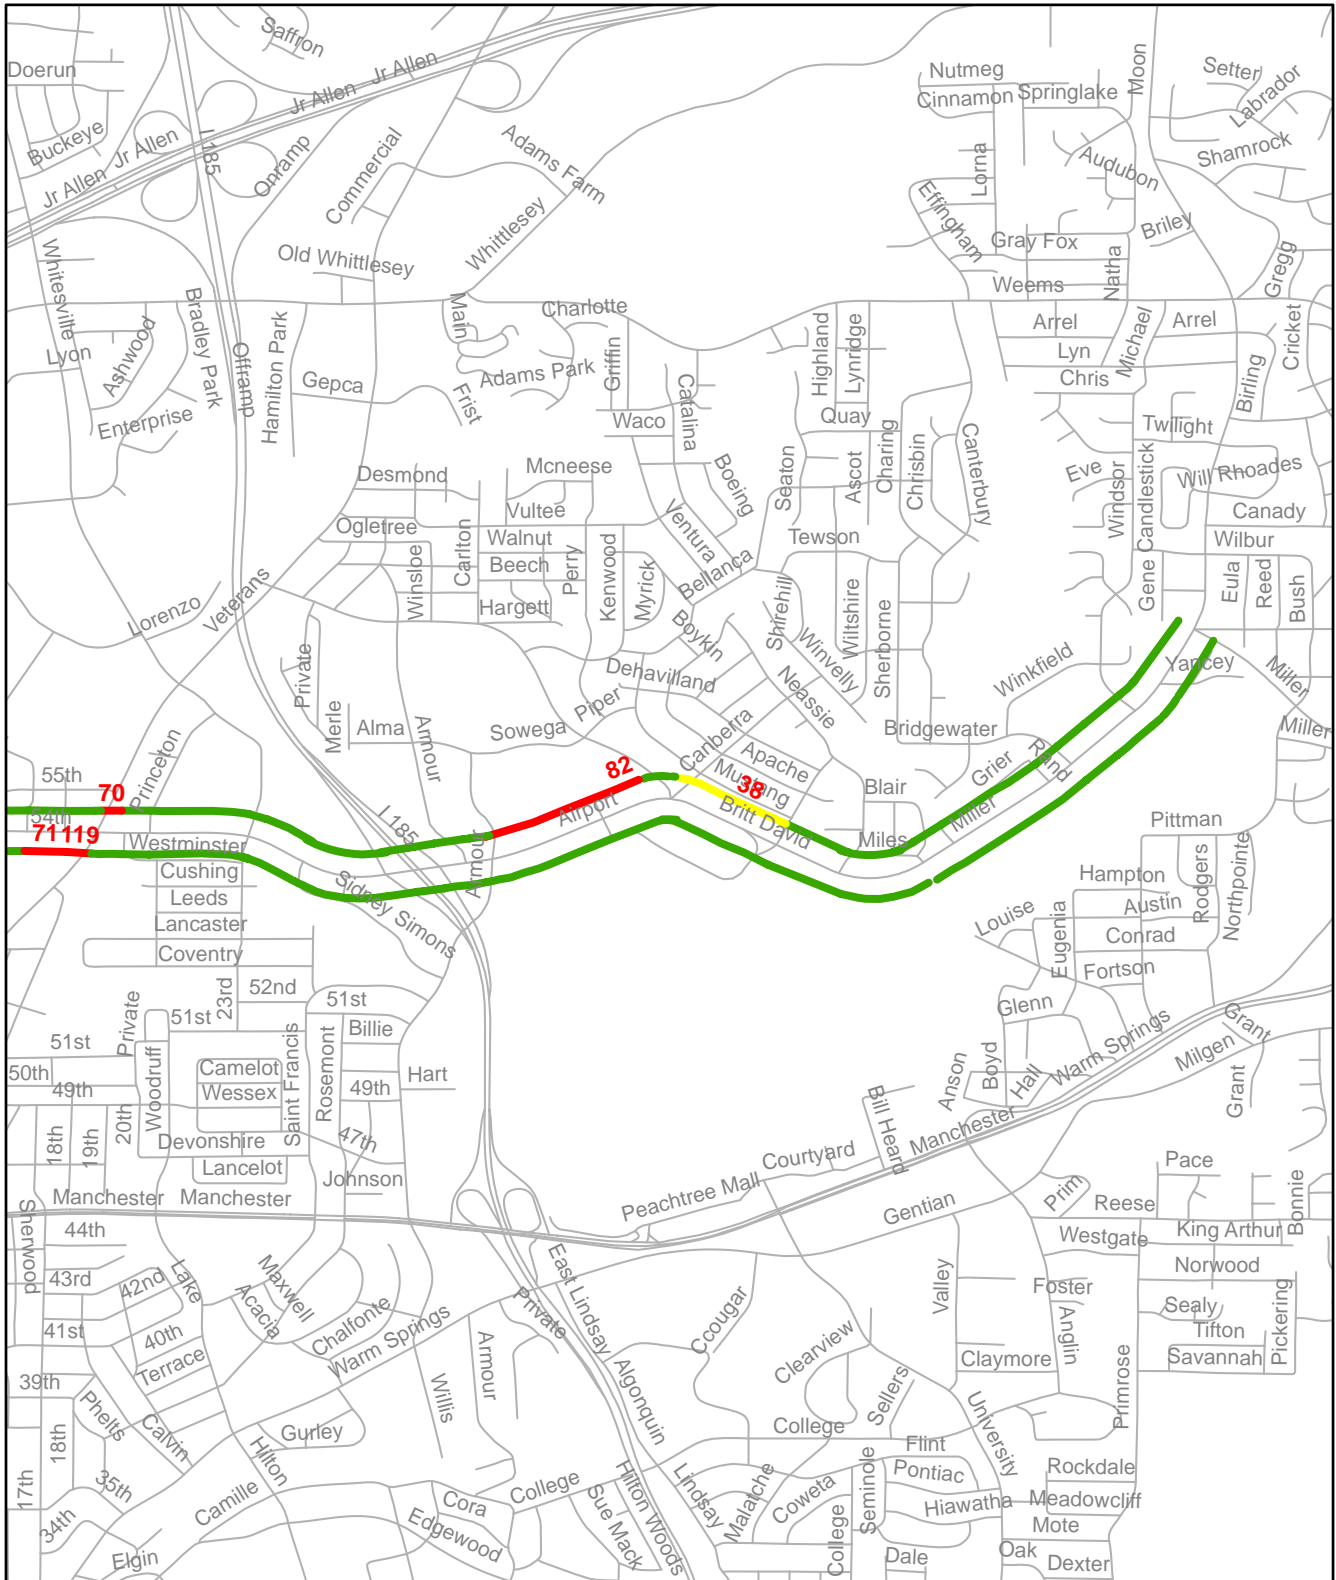 Saffron
Doerun
Jr Allen
Jr Allen
Jr Allen
Jr Allen
Buckeye
I 185
Onramp
Commercial
Adams Farm
Whittlesey
Old Whittlesey
Nutmeg
Cinnamon
Springlake
Moon
Setter
Labrador
Shamrock
Audubon
Lorna
Effingham
Gray Fox
Briley
Weems
Natha
Gregg
Whitesville
Bradley Park
Offramp
Hamilton Park
Main
Charlotte
Highland
Lynridge
Arrel
Arrel
Michael
Cricket
Lyon
Ashwood
Gepca
Frist
Adams Park
Griffin
Catalina
Lyn
Chris
Birling
Enterprise
Waco
Quay
Twilight
Desmond
Mcneese
Boeing
Seaton
Ascot
Charing
Chrisbin
Canterbury
Eve
Windsor
Candlestick
Will Rhoades
Vultee
Canady
Ogletree
Carlton
Walnut
Ventura
Tewson
Wilbur
Winsloe
Beech
Perry
Kenwood
Myrick
Bellanca
Gene
Eula
Reed
Bush
Lorenzo
Veterans
Hargett
Boykin
Shirehill
Winvelly
Wiltshire
Sherborne
Private
Dehavilland
Neassie
Winkfield
Yancey
Miller
Merle
Alma
Armour
Sowega
Piper
Canberra
Bridgewater
Miller
Princeton
55th
54th
70
71
119
82
38
Apache
Mustang
Britt David
Blair
Grier
Rand
Miller
Miles
Airport
I 185
Armour
Westminster
Cushing
Leeds
Lancaster
Coventry
Sidney Simons
Pittman
Hampton
Austin
Rodgers
Northpointe
Louise
Eugenia
Conrad
Fortson
23rd
52nd
51st
Glenn
Grant
Private
51st
Billie
51st
Woodruff
Camelot
Wessex
Saint Francis
Rosemont
49th
Hart
Anson
Boyd
Hall
Warm Springs
Milgen
Grant
50th
49th
20th
18th
19th
Devonshire
Lancelot
47th
Johnson
Bill Heard
Manchester
Courtyard
Peachtree Mall
Pace
Manchester
Manchester
Gentian
Prim
Reese
Bonnie
Sherwood
44th
Westgate
King Arthur
Norwood
43rd
42nd
Lake
Maxwell
Acacia
Chalfonte
Warm Springs
East Lindsay
Private
Ccougar
Valley
Foster
Anglin
Sealy
Tifton
Savannah
Pickering
41st
40th
Terrace
Armour
Algonquin
Clearview
Claymore
Primrose
39th
Phelts
Calvin
Willis
Sellers
University
18th
Gurley
College
Flint
17th
35th
Hilton
Camille
College
Hilton Woods
Lindsay
Malatche
Coweta
Seminole
Pontiac
Hiawatha
Rockdale
Meadowcliff
34th
Cora
Edgewood
Sue Mack
Mote
Elgin
College
Dale
Oak
Dexter